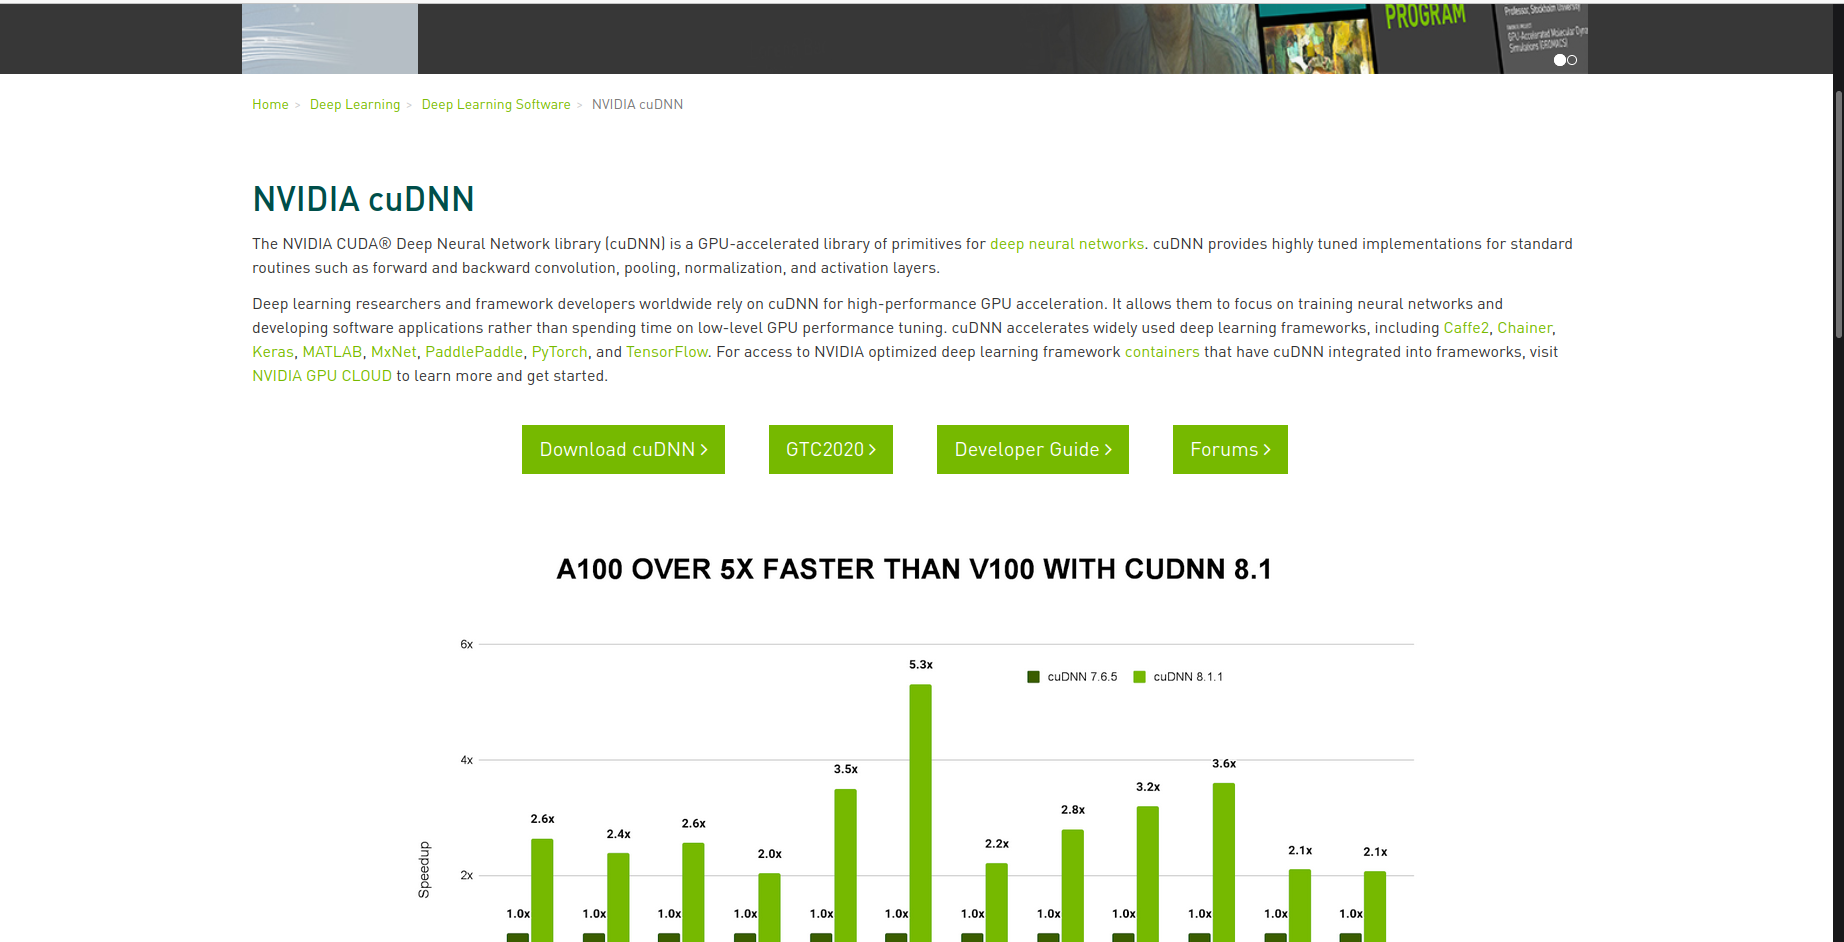 PROGRAM
Professor, Stockholm University
GPU-Accelerated Molecular Dyna
Simulations (GROMACS)
Home > Deep Learning > Deep Learning Software > NVIDIA cuDNN
NVIDIA cuDNN
The NVIDIA CUDA® Deep Neural Network library (cuDNN) is a GPU-accelerated library of primitives for deep neural networks. cuDNN provides highly tuned implementations for standard
routines such as forward and backward convolution, pooling, normalization, and activation layers.
Deep learning researchers and framework developers worldwide rely on cuDNN for high-performance GPU acceleration. It allows them to focus on training neural networks and
developing software applications rather than spending time on low-level GPU performance tuning. cuDNN accelerates widely used deep learning frameworks, including Caffe2, Chainer,
Keras, MATLAB, MxNet, PaddlePaddle, PyTorch, and TensorFlow. For access to NVIDIA optimized deep learning framework containers that have cuDNN integrated into frameworks, visit
NVIDIA GPU CLOUD to learn more and get started.
Download cuDNN > GTC2020 > Developer Guide > Forums >
A100 OVER 5X FASTER THAN V100 WITH CUDNN 8.1
6x
5.3x
cuDNN 7.6.5 cuDNN 8.1.1
4x
3.5x 3.6x
3.2x
2.8x
2.6x 2.4x 2.6x
2.0x 2.2x 2.1x 2.1x
Speedup
2x
1.0x 1.0x 1.0x 1.0x 1.0x 1.0x 1.0x 1.0x 1.0x 1.0x 1.0x 1.0x